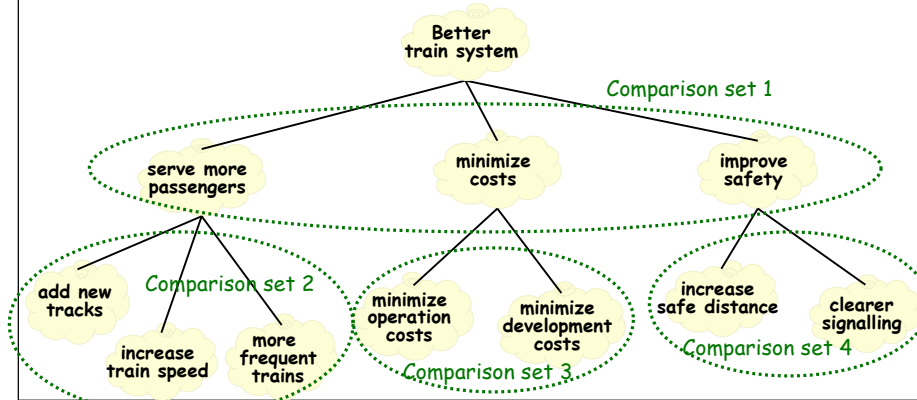 Better
train system
Comparison set 1
serve more
passengers
minimize
costs
improve
safety
add new
tracks
Comparison set 2
increase
train speed
more
frequent
trains
minimize
operation
costs
minimize
development
costs
Comparison set 3
increase
safe distance
clearer
signalling
Comparison set 4